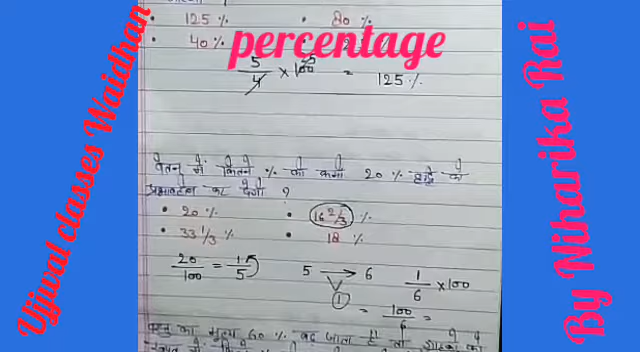 Ujjwal classes Waidhan
percentage
By Niharika Rai
• 125 % • 80 %
• 40 %
5/4 × 100 = 125 %
वेतन में कितने % की कमी 20 % वृद्धि के
प्रभावहीन कर देगी ?
• 20 % • 16 2/3 %
• 33 1/3 % • 18 %
20/100 = 1/5 5 → 6 1/6 × 100
1 = 100/6 =
वस्तु का मूल्य 60 % बढ़ जाता है तो ग्राहक को